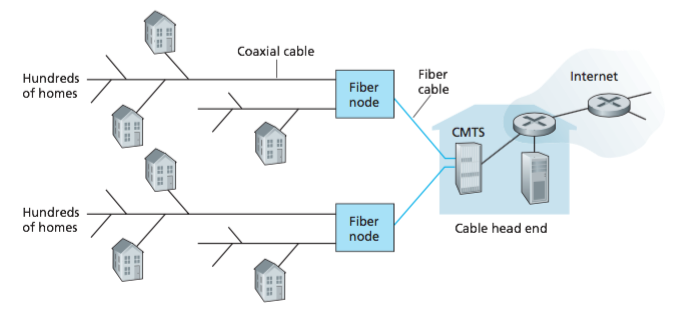 Coaxial cable
Hundreds
of homes
Fiber
node
Fiber
cable
Internet
CMTS
Hundreds
of homes
Fiber
node
Cable head end